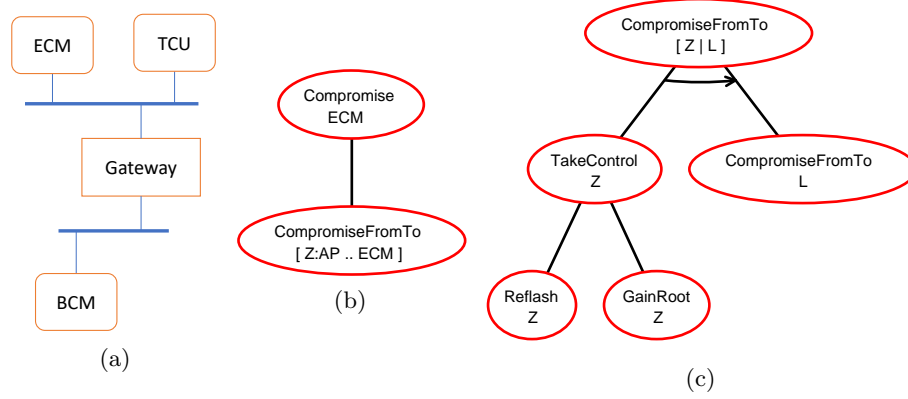 ECM
TCU
Gateway
BCM
(a)
Compromise
ECM
CompromiseFromTo
[ Z:AP .. ECM ]
(b)
CompromiseFromTo
[ Z | L ]
TakeControl
Z
CompromiseFromTo
L
Reflash
Z
GainRoot
Z
(c)